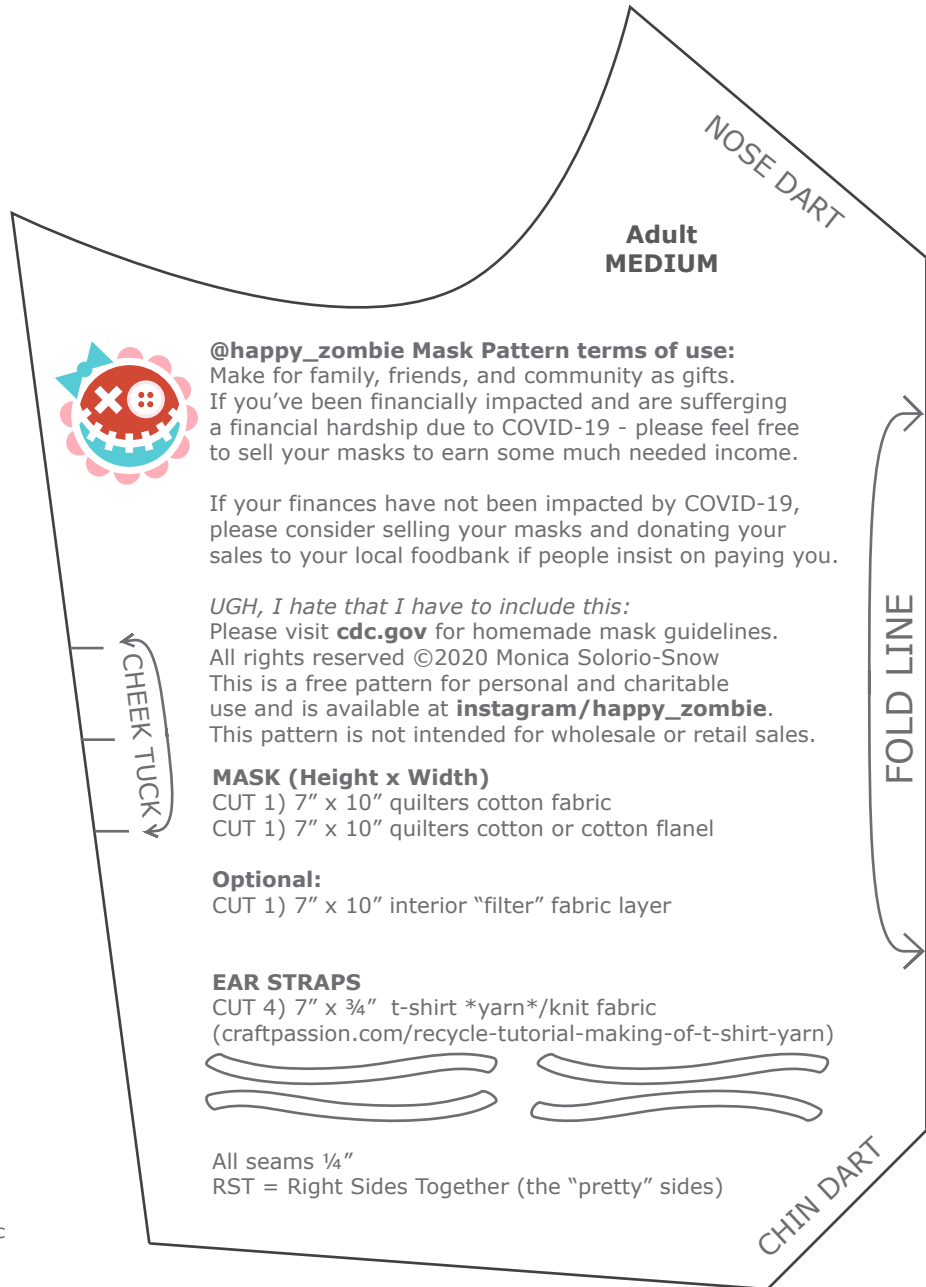 NOSE DART
Adult
MEDIUM
@happy_zombie Mask Pattern terms of use:
Make for family, friends, and community as gifts.
If you’ve been financially impacted and are sufferging
a financial hardship due to COVID-19 - please feel free
to sell your masks to earn some much needed income.
If your finances have not been impacted by COVID-19,
please consider selling your masks and donating your
sales to your local foodbank if people insist on paying you.
UGH, I hate that I have to include this:
Please visit cdc.gov for homemade mask guidelines.
All rights reserved ©2020 Monica Solorio-Snow
This is a free pattern for personal and charitable
use and is available at instagram/happy_zombie.
This pattern is not intended for wholesale or retail sales.
FOLD LINE
CHEEK TUCK
MASK (Height x Width)
CUT 1) 7” x 10” quilters cotton fabric
CUT 1) 7” x 10” quilters cotton or cotton flanel
Optional:
CUT 1) 7” x 10” interior “filter” fabric layer
EAR STRAPS
CUT 4) 7” x ¾” t-shirt *yarn*/knit fabric
(craftpassion.com/recycle-tutorial-making-of-t-shirt-yarn)
All seams ¼”
RST = Right Sides Together (the “pretty” sides)
CHIN DART
c